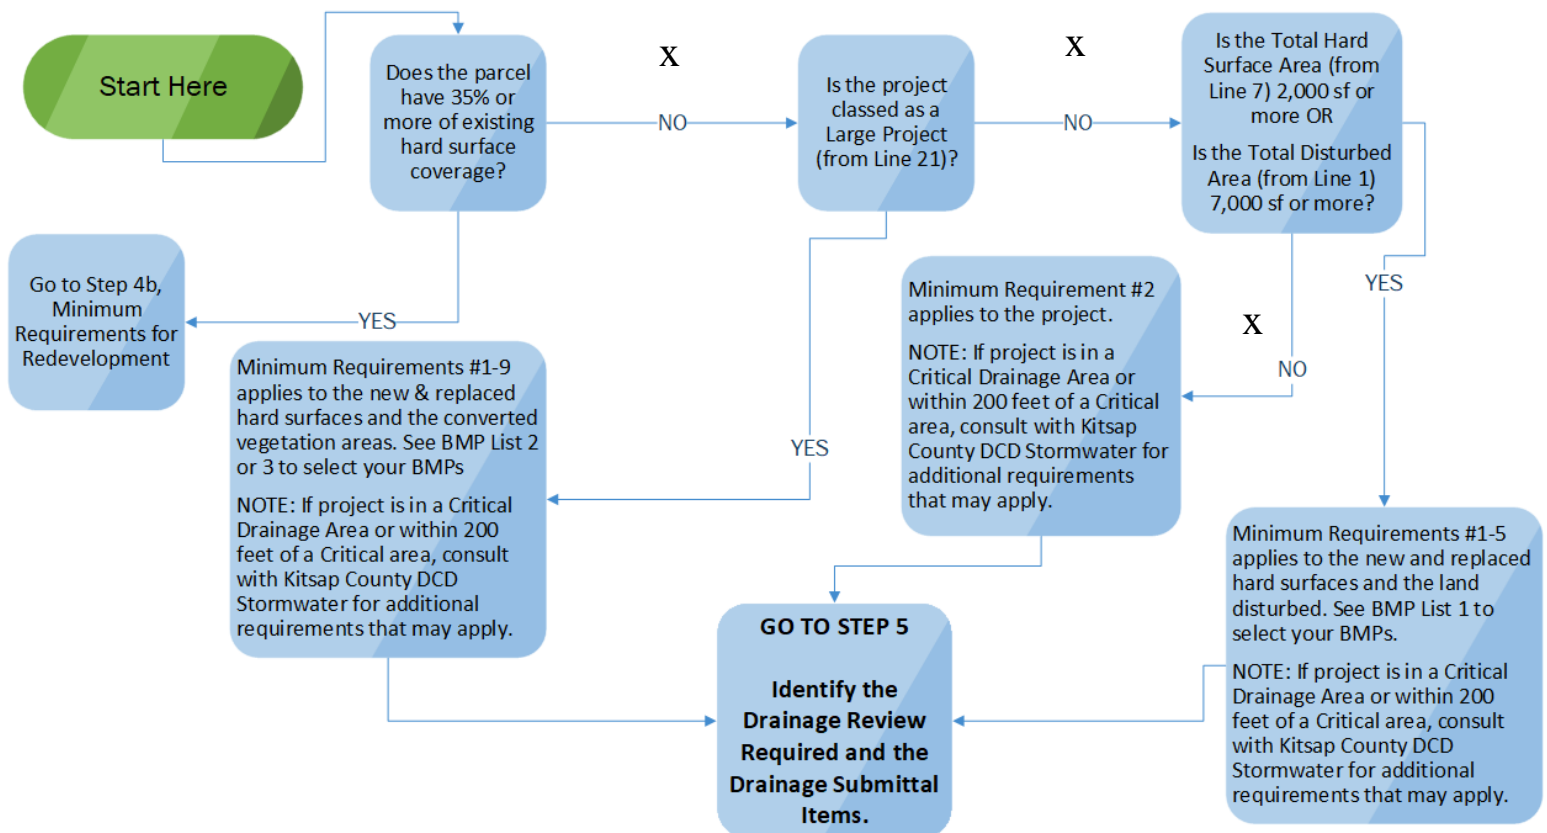 Start Here
Does the parcel
have 35% or
more of existing
hard surface
coverage?
X
NO
Is the project
classed as a
Large Project
(from Line 21)?
X
NO
Is the Total Hard
Surface Area (from
Line 7) 2,000 sf or
more OR
Is the Total Disturbed
Area (from Line 1)
7,000 sf or more?
Go to Step 4b,
Minimum
Requirements for
Redevelopment
YES
Minimum Requirements #1-9
applies to the new & replaced
hard surfaces and the converted
vegetation areas. See BMP List 2
or 3 to select your BMPs
NOTE: If project is in a Critical
Drainage Area or within 200
feet of a Critical area, consult
with Kitsap County DCD
Stormwater for additional
requirements that may apply.
YES
Minimum Requirement #2
applies to the project.
NOTE: If project is in a
Critical Drainage Area or
within 200 feet of a Critical
area, consult with Kitsap
County DCD Stormwater for
additional requirements
that may apply.
X
NO
YES
Minimum Requirements #1-5
applies to the new and replaced
hard surfaces and the land
disturbed. See BMP List 1 to
select your BMPs.
NOTE: If project is in a Critical
Drainage Area or within 200
feet of a Critical area, consult
with Kitsap County DCD
Stormwater for additional
requirements that may apply.
GO TO STEP 5
Identify the
Drainage Review
Required and the
Drainage Submittal
Items.